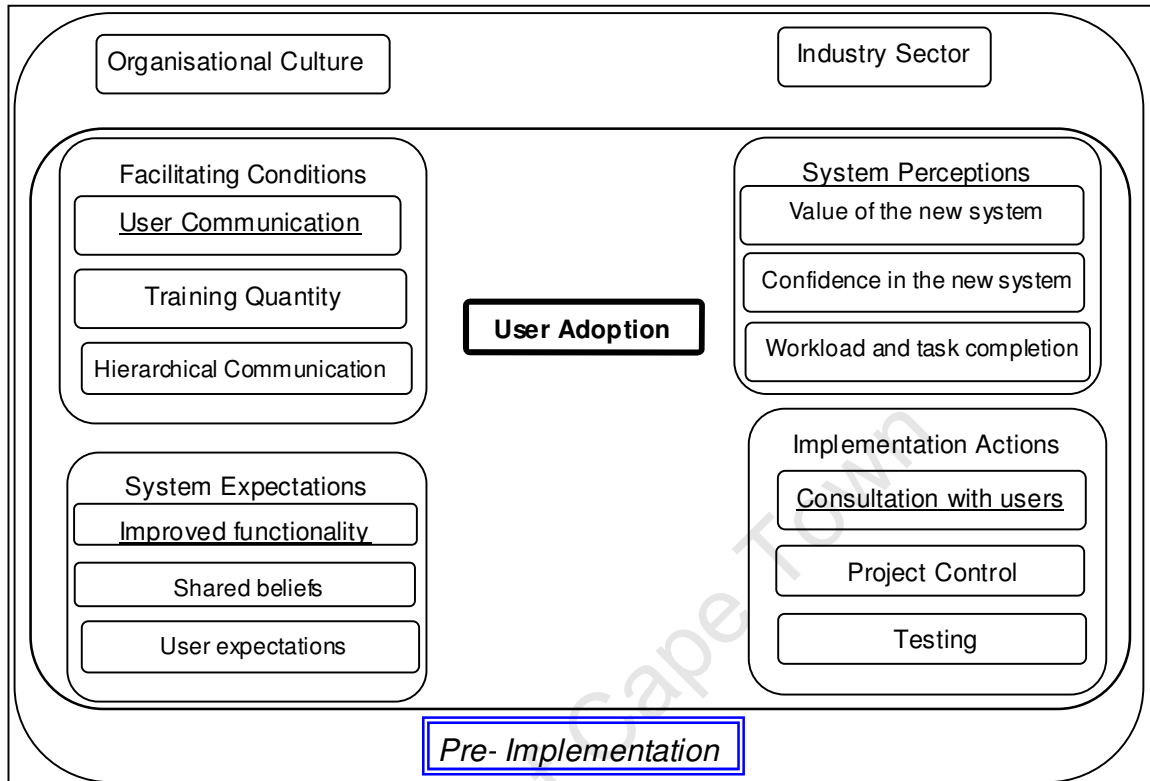 Organisational Culture
Industry Sector
Facilitating Conditions
User Communication
Training Quantity
Hierarchical Communication
System Perceptions
Value of the new system
Confidence in the new system
Workload and task completion
User Adoption
System Expectations
Improved functionality
Shared beliefs
User expectations
Implementation Actions
Consultation with users
Project Control
Testing
Pre- Implementation
Cape Town